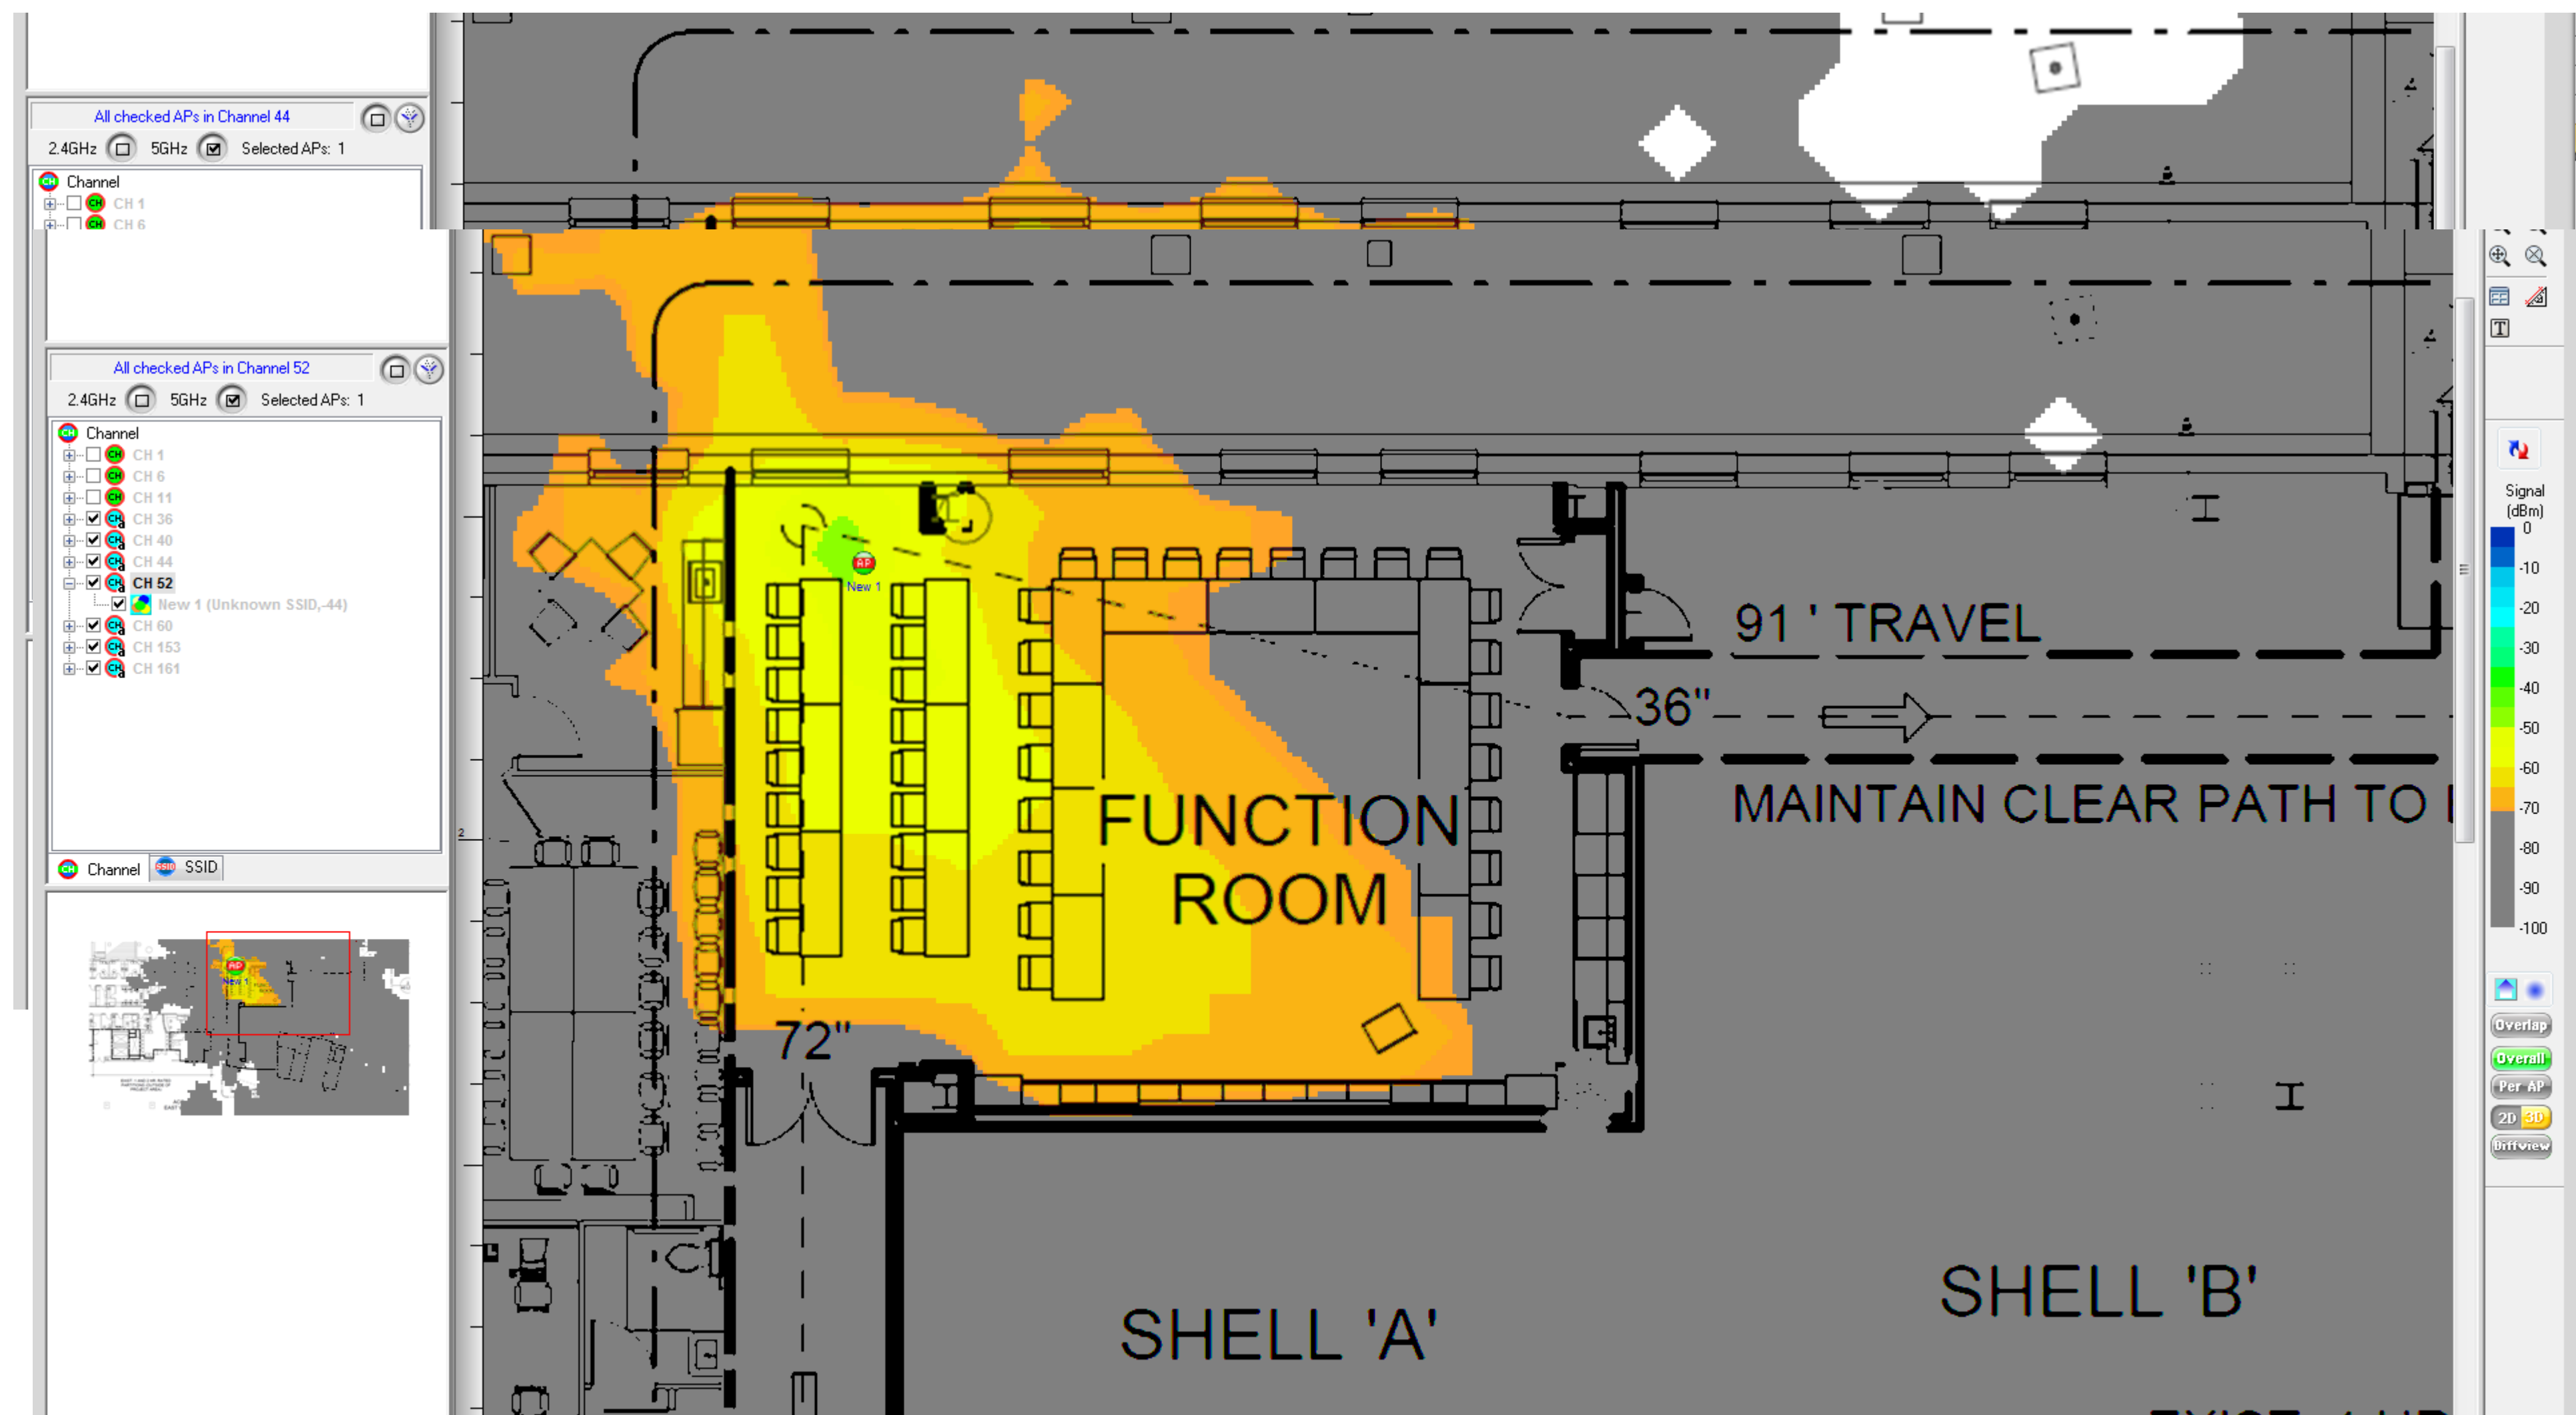 All checked APs in Channel 44
2.4GHz 5GHz Selected APs: 1
Channel
CH 1
CH 6
All checked APs in Channel 52
2.4GHz 5GHz Selected APs: 1
Channel
CH 1
CH 6
CH 11
CH 36
CH 40
CH 44
CH 52
New 1 (Unknown SSID,-44)
CH 60
CH 153
CH 161
Channel SSID
AP
New 1
2
AP
New 1
FUNCTION
ROOM
72"
36"
91 ' TRAVEL
MAINTAIN CLEAR PATH TO
SHELL 'A'
SHELL 'B'
T
Signal
(dBm)
0
-10
-20
-30
-40
-50
-60
-70
-80
-90
-100
Overlap
Overall
Per AP
2D 3D
Diffview